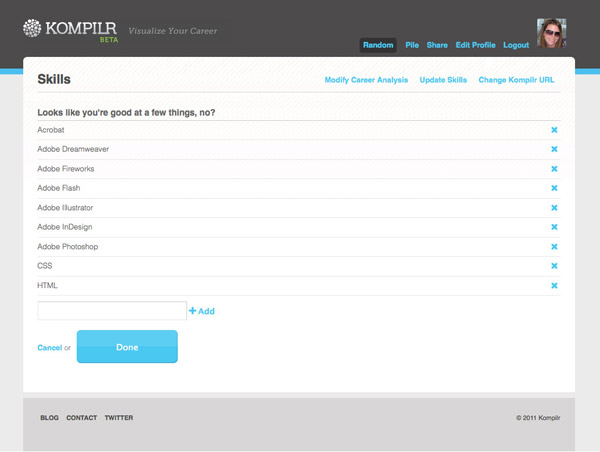 KOMPILR Visualize Your Career
BETA
Random Pile Share Edit Profile Logout
Skills Modify Career Analysis Update Skills Change Kompilr URL
Looks like you're good at a few things, no?
Acrobat
Adobe Dreamweaver
Adobe Fireworks
Adobe Flash
Adobe Illustrator
Adobe InDesign
Adobe Photoshop
CSS
HTML
Add
Cancel or Done
BLOG CONTACT TWITTER © 2011 Kompilr